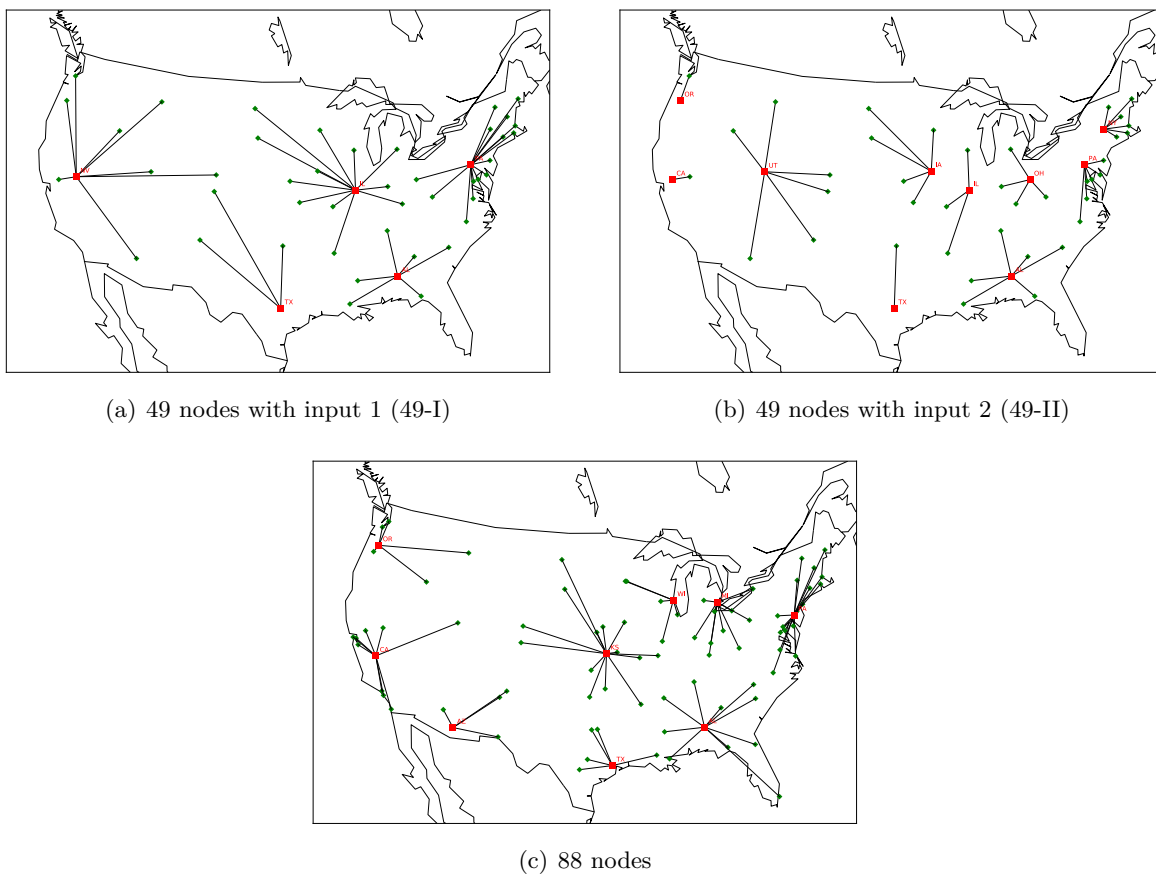 NV
TX
(a) 49 nodes with input 1 (49-I)
OR
CA
UT
IA
IL
OH
PA
TX
(b) 49 nodes with input 2 (49-II)
OR
CA
WI
TX
(c) 88 nodes